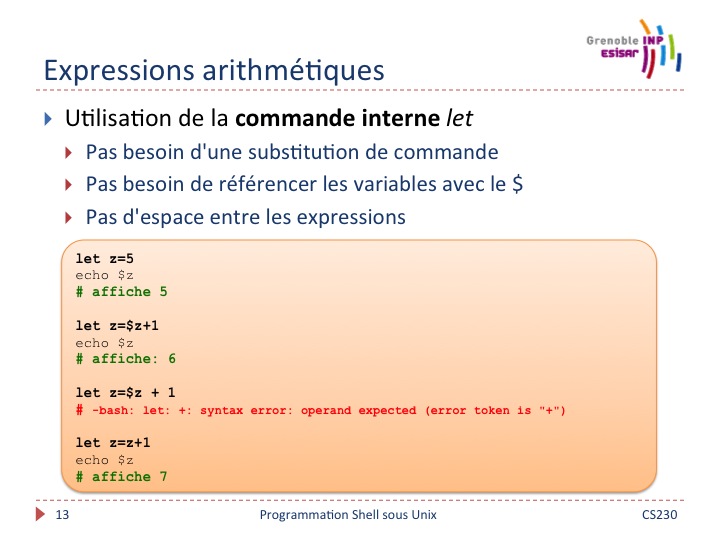 Grenoble INP
esisar
Expressions arithmétiques
Utilisation de la commande interne let
Pas besoin d'une substitution de commande
Pas besoin de référencer les variables avec le $
Pas d'espace entre les expressions
let z=5
echo $z
# affiche 5
let z=$z+1
echo $z
# affiche: 6
let z=$z + 1
# -bash: let: +: syntax error: operand expected (error token is "+")
let z=z+1
echo $z
# affiche 7
13 Programmation Shell sous Unix CS230